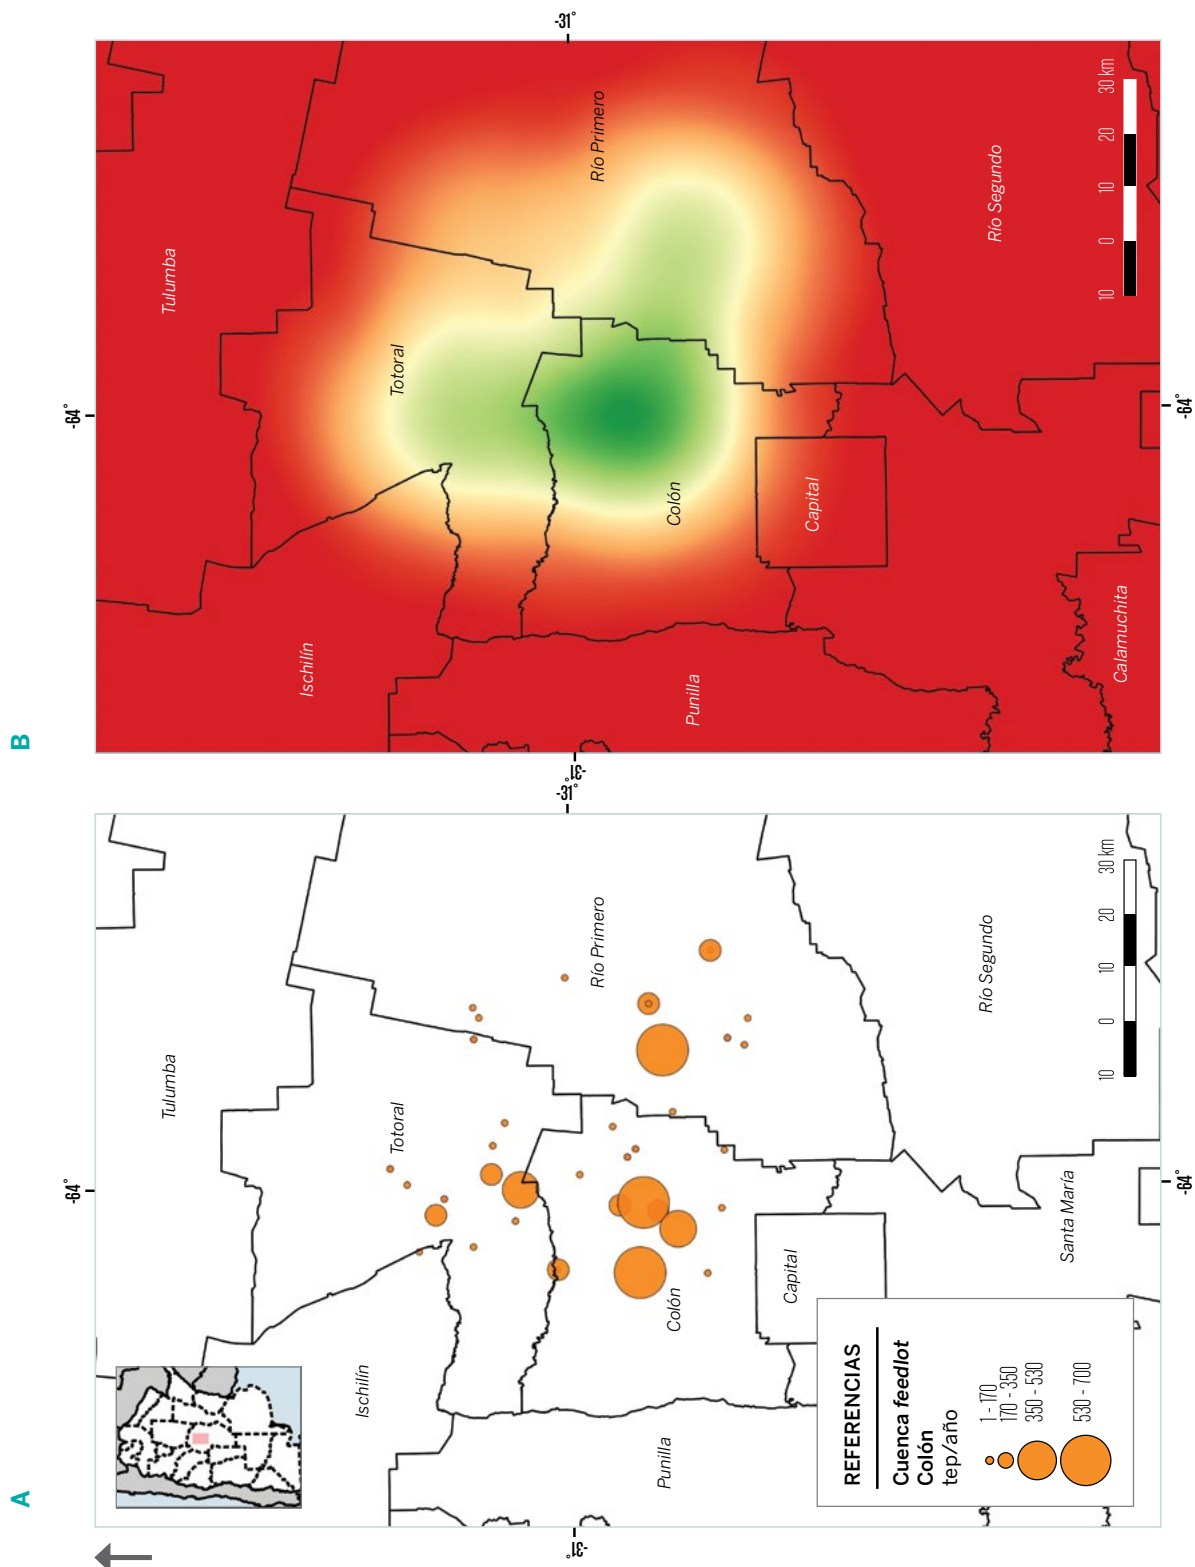 A
-64°
-31°
-31°
Tulumba
Ischilín
Totoral
Río Primero
Punilla
Colón
Capital
Río Segundo
Santa María
REFERENCIAS
Cuenca feedlot
Colón
tep/año
1 - 170
170 - 350
350 - 530
530 - 700
10 0 10 20 30 km
-64°
B
-64°
-31°
-31°
Tulumba
Ischilín
Totoral
Río Primero
Punilla
Colón
Capital
Río Segundo
Calamuchita
10 0 10 20 30 km
-64°